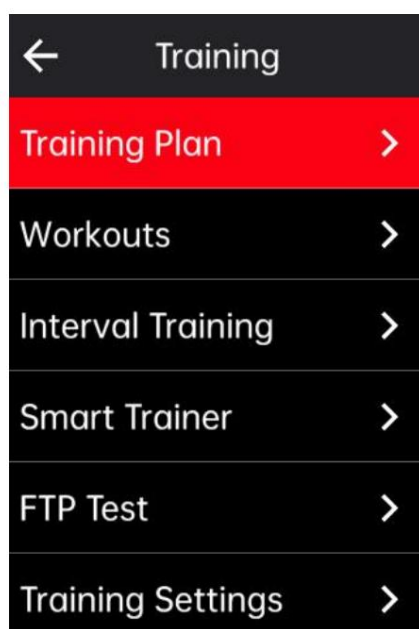 Training
Training Plan
Workouts
Interval Training
Smart Trainer
FTP Test
Training Settings